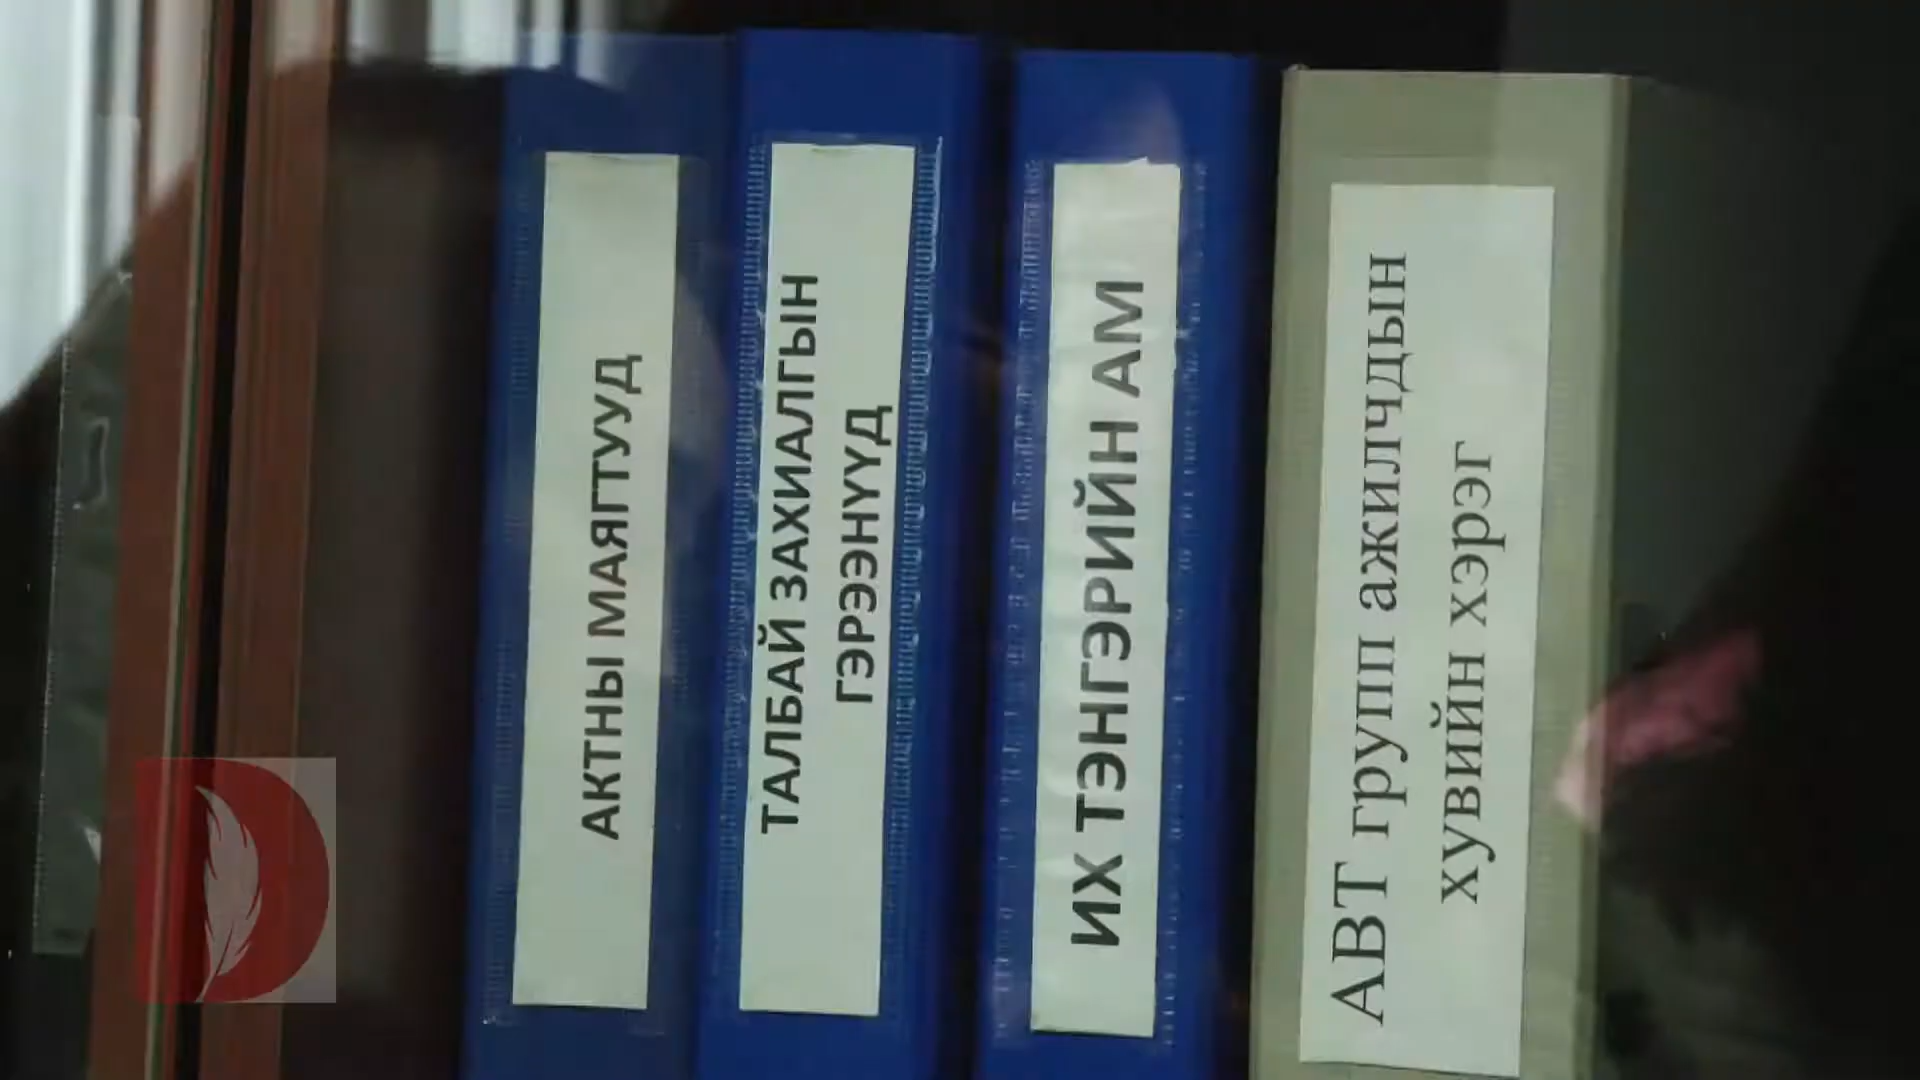 АКТНЫ МАЯГТУУД
ТАЛБАЙ ЗАХИАЛГЫН
ГЭРЭЭНҮҮД
ИХ ТЭНГЭРИЙН АМ
АВТ групп ажилчдын
хувийн хэрэг